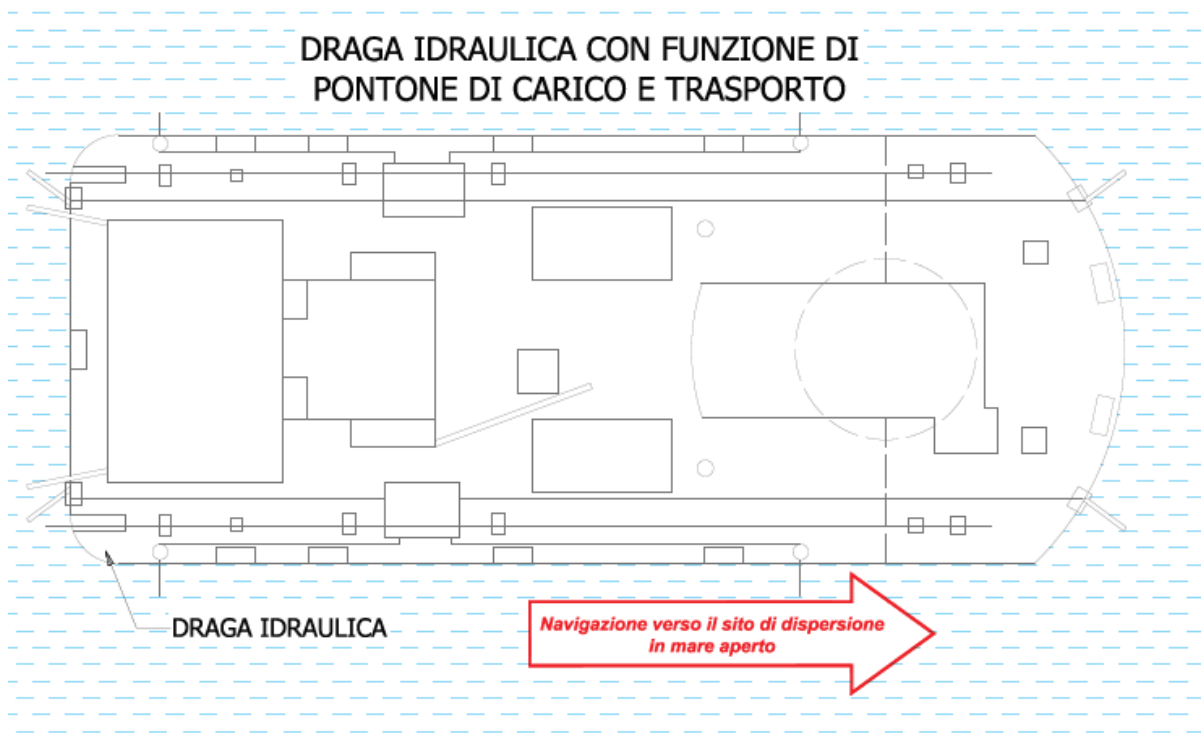 DRAGA IDRAULICA CON FUNZIONE DI
PONTONE DI CARICO E TRASPORTO
DRAGA IDRAULICA
Navigazione verso il sito di dispersione
in mare aperto